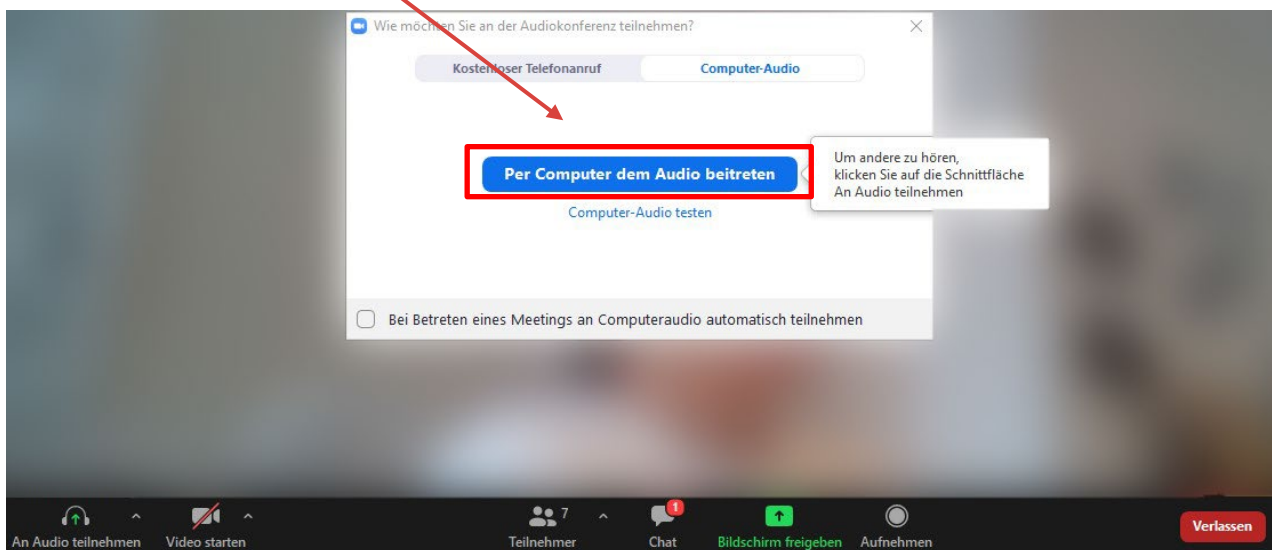 Wie möchten Sie an der Audiokonferenz teilnehmen?
Kostenloser Telefonanruf
Computer-Audio
Per Computer dem Audio beitreten
Um andere zu hören,
klicken Sie auf die Schnittfläche
An Audio teilnehmen
Computer-Audio testen
Bei Betreten eines Meetings an Computeraudio automatisch teilnehmen
7
1
An Audio teilnehmen
Video starten
Teilnehmer
Chat
Bildschirm freigeben
Aufnehmen
Verlassen